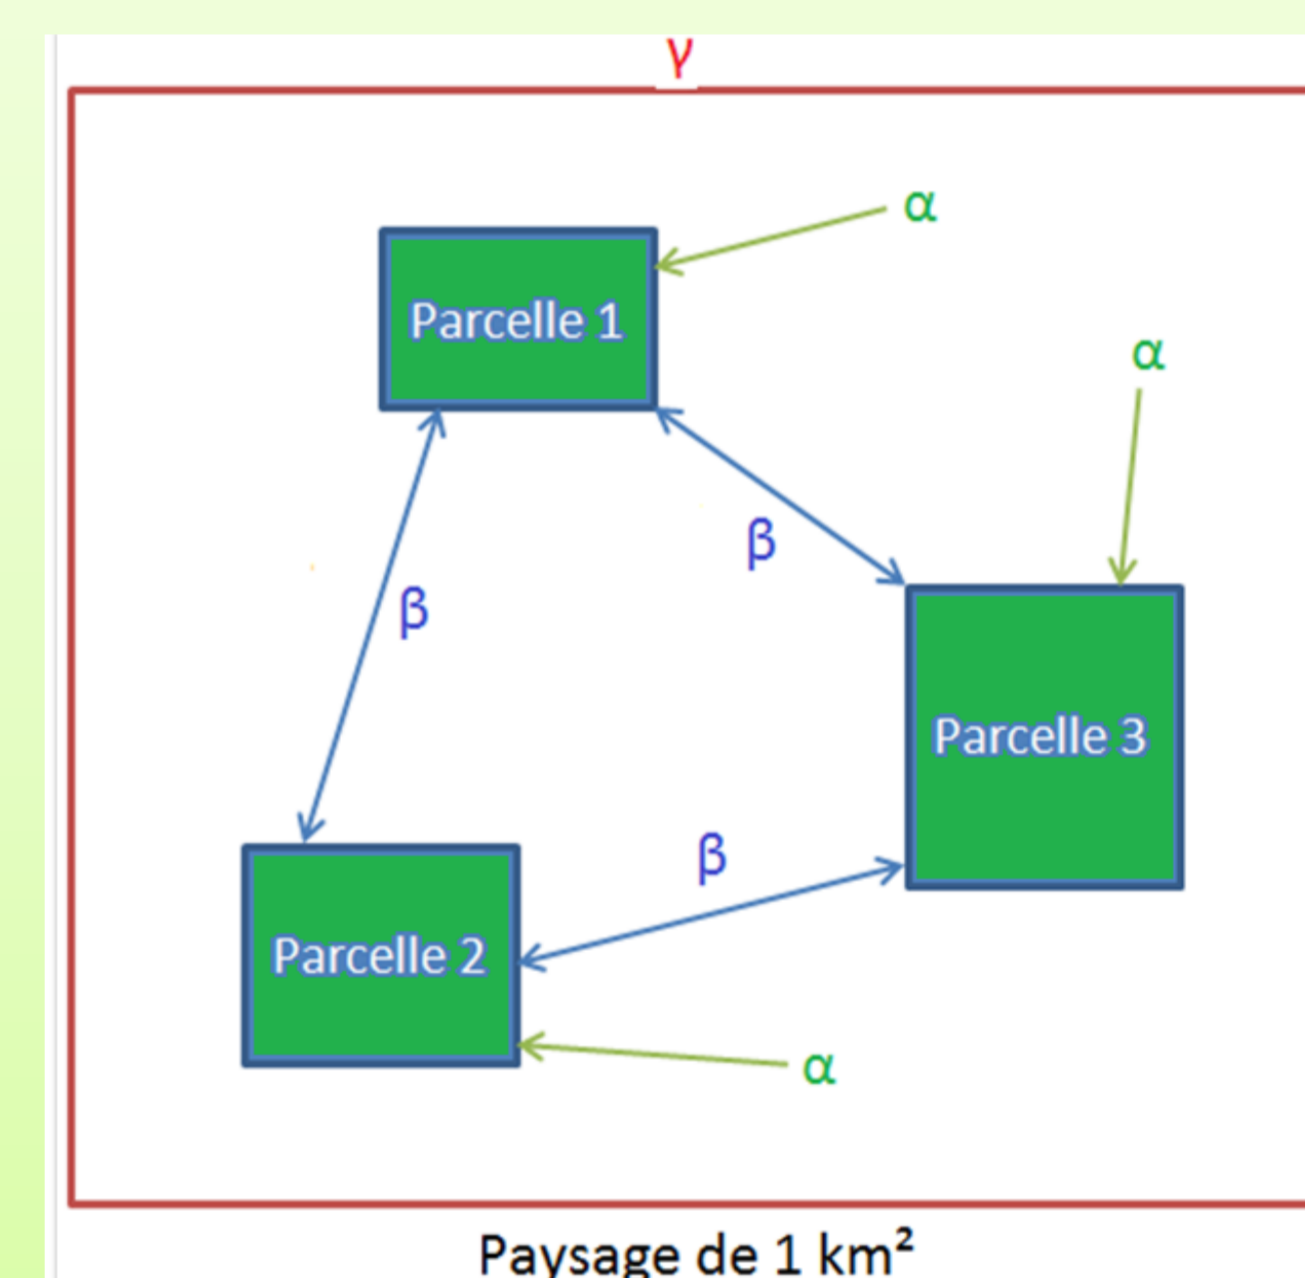 γ
α
Parcelle 1
α
β
β
Parcelle 3
β
Parcelle 2
α
Paysage de 1 km²